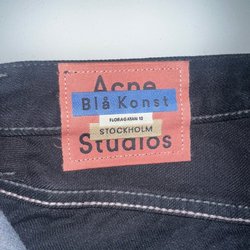 Acne
Blå Konst
FLORAGATAN 13
STOCKHOLM
Studios